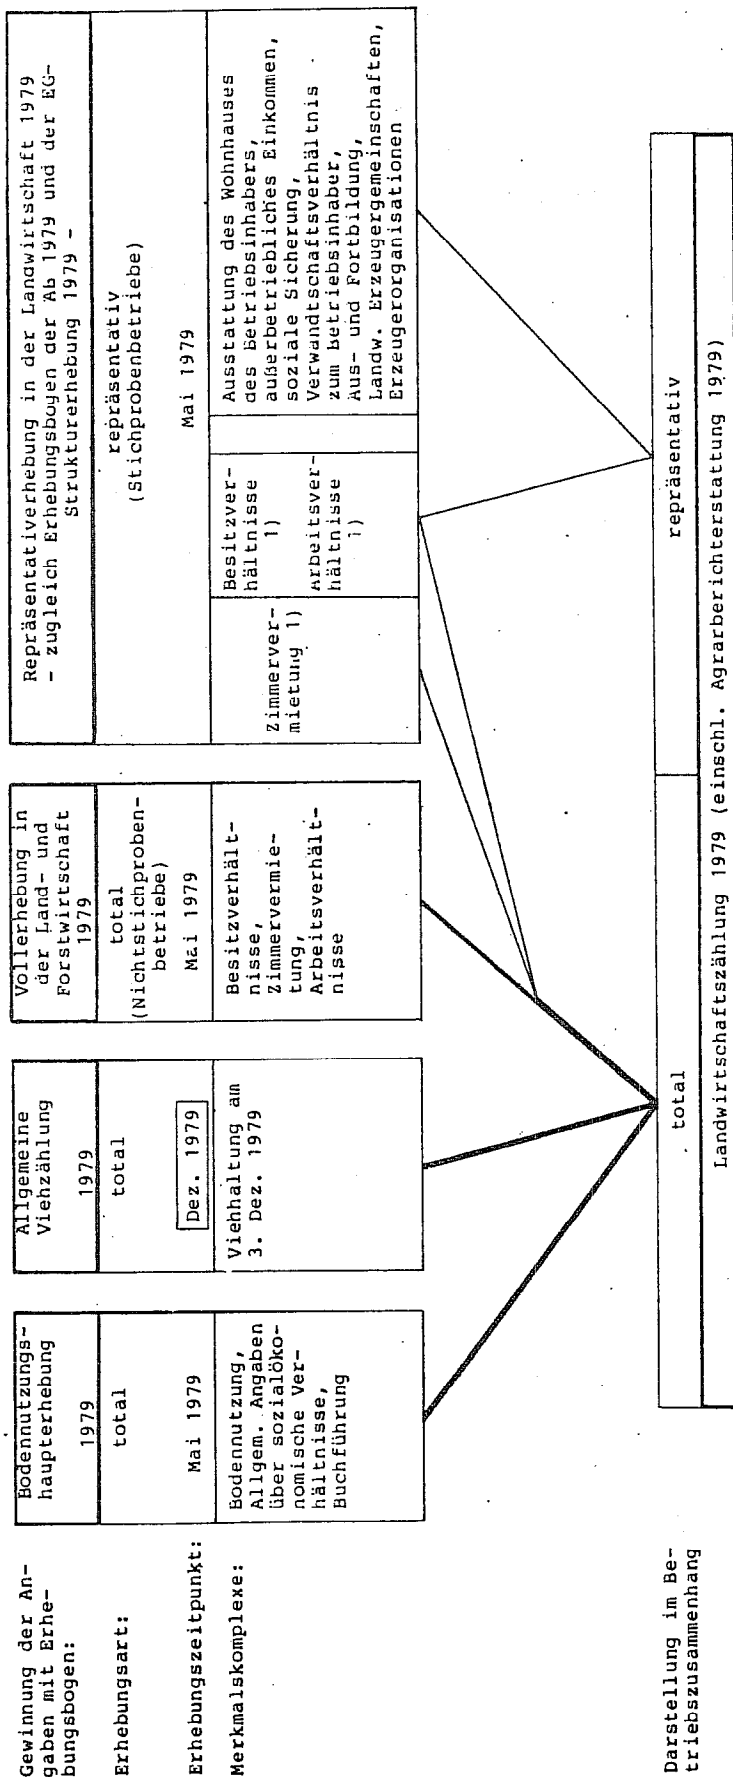 Gewinnung der An-
gaben mit Erhe-
bungsbogen:
Bodennutzungs-
haupterhebung
1979
Allgemeine
Viehzählung
1979
Vollerhebung in
der Land- und
Forstwirtschaft
1979
Repräsentativerhebung in der Landwirtschaft 1979
- zugleich Erhebungsbogen der Ab 1979 und der EG-
Strukturerhebung 1979 -
Erhebungsart:
total
total
total
(Nichtstichproben-
betriebe)
repräsentativ
(Stichprobenbetriebe)
Erhebungszeitpunkt:
Mai 1979
Dez. 1979
Mai 1979
Mai 1979
Merkmalskomplexe:
Bodennutzung,
Allgem. Angaben
über sozialöko-
nomische Ver-
hältnisse,
Buchführung
Viehhaltung am
3. Dez. 1979
Besitzverhält-
nisse,
Zimmervermie-
tung,
Arbeitsverhält-
nisse
Zimmerver-
mietung 1)
Besitzver-
hältnisse
1)
Arbeitsver-
hältnisse
1)
Ausstattung des Wohnhauses
des Betriebsinhabers,
außerbetriebliches Einkommen,
soziale Sicherung,
Verwandtschaftsverhältnis
zum Betriebsinhaber,
Aus- und Fortbildung,
Landw. Erzeugergemeinschaften,
Erzeugerorganisationen
Darstellung im Be-
triebszusammenhang
total
repräsentativ
Landwirtschaftszählung 1979 (einschl. Agrarberichterstattung 1979)